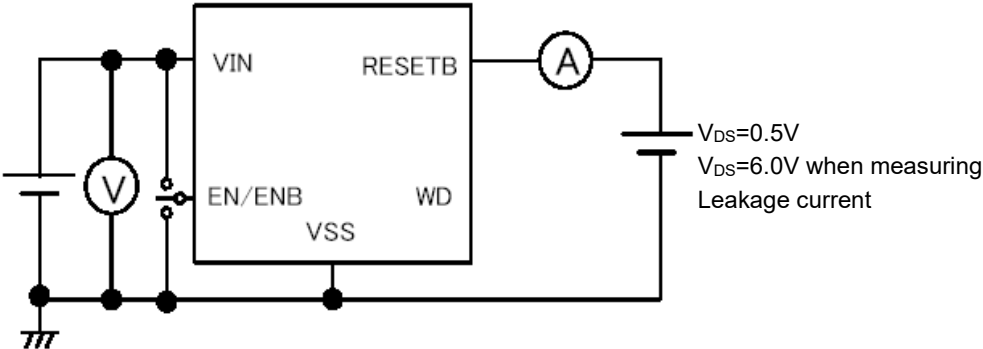 VIN
RESETB
A
V
EN/ENB
WD
VSS
VDS=0.5V
VDS=6.0V when measuring
Leakage current